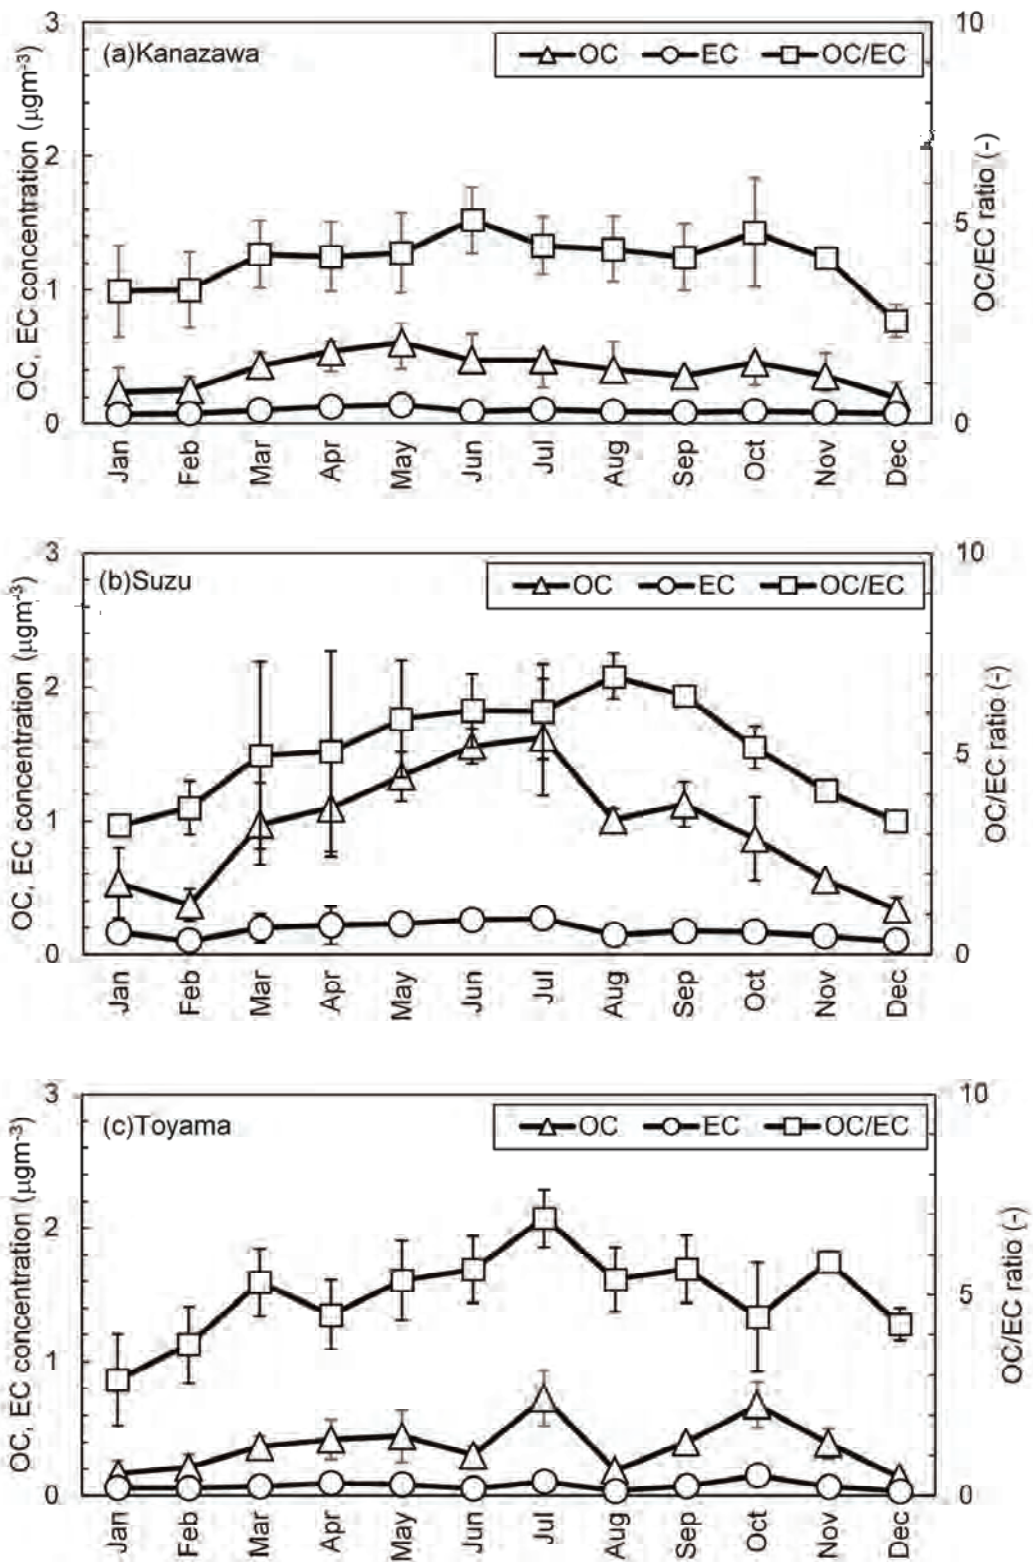 (a)Kanazawa
OC EC OC/EC
OC, EC concentration (μgm-3)
3
2
1
0
10
5
0
OC/EC ratio (-)
Jan Feb Mar Apr May Jun Jul Aug Sep Oct Nov Dec
(b)Suzu
OC EC OC/EC
OC, EC concentration (μgm-3)
3
2
1
0
10
5
0
OC/EC ratio (-)
Jan Feb Mar Apr May Jun Jul Aug Sep Oct Nov Dec
(c)Toyama
OC EC OC/EC
OC, EC concentration (μgm-3)
3
2
1
0
10
5
0
OC/EC ratio (-)
Jan Feb Mar Apr May Jun Jul Aug Sep Oct Nov Dec